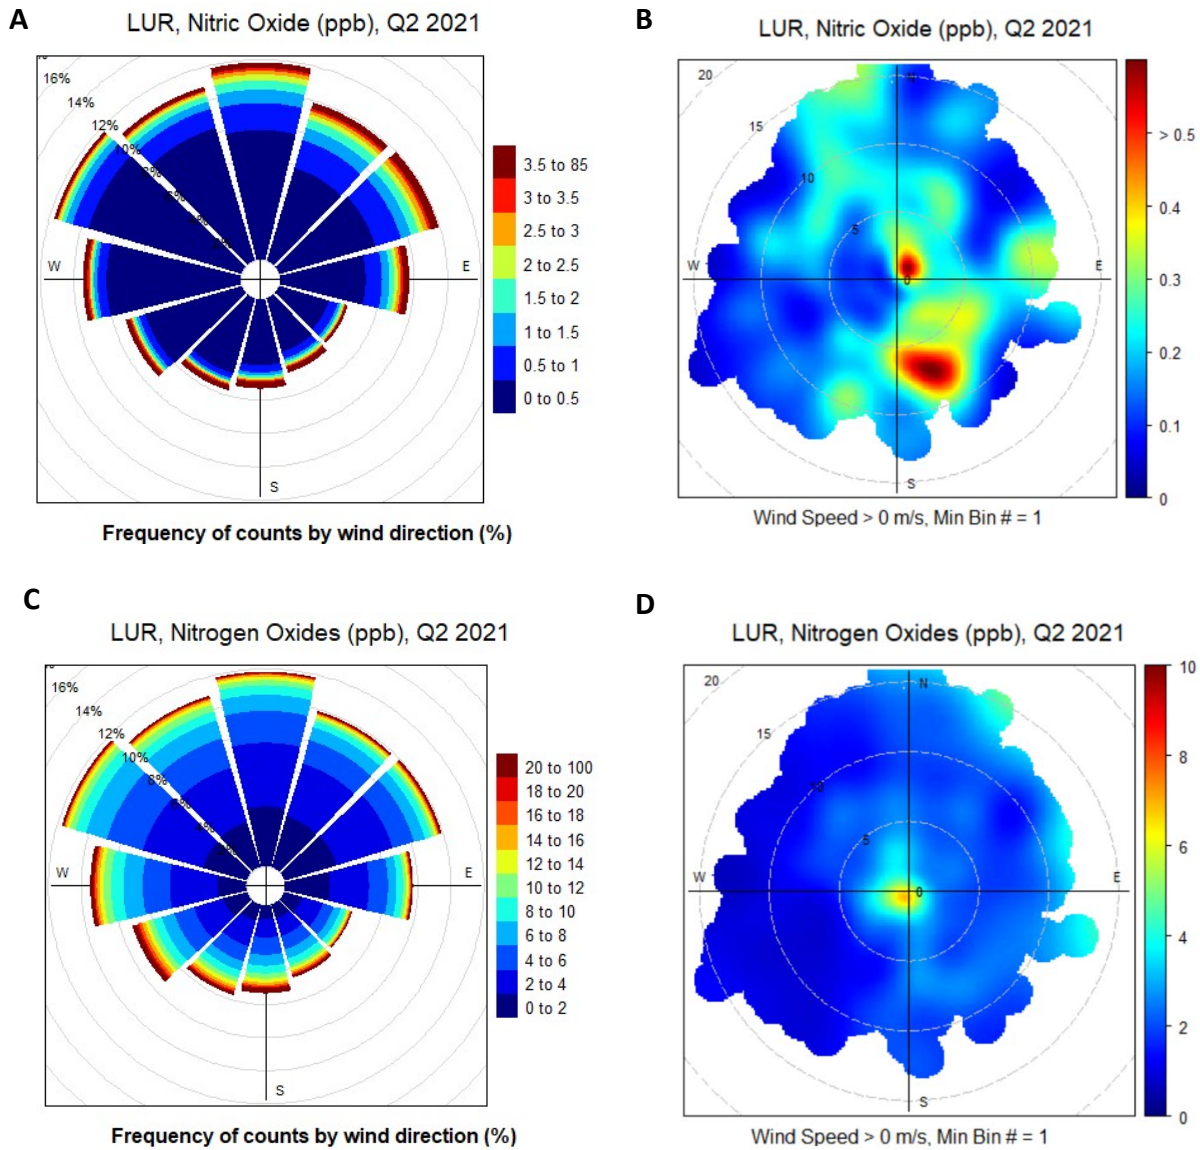 A
LUR, Nitric Oxide (ppb), Q2 2021
16%
14%
12%
10%
8%
W
E
S
3.5 to 85
3 to 3.5
2.5 to 3
2 to 2.5
1.5 to 2
1 to 1.5
0.5 to 1
0 to 0.5
Frequency of counts by wind direction (%)
B
LUR, Nitric Oxide (ppb), Q2 2021
20
15
10
5
0
N
W
E
S
> 0.5
0.4
0.3
0.2
0.1
0
Wind Speed > 0 m/s, Min Bin # = 1
C
LUR, Nitrogen Oxides (ppb), Q2 2021
16%
14%
12%
10%
8%
6%
4%
W
E
S
20 to 100
18 to 20
16 to 18
14 to 16
12 to 14
10 to 12
8 to 10
6 to 8
4 to 6
2 to 4
0 to 2
Frequency of counts by wind direction (%)
D
LUR, Nitrogen Oxides (ppb), Q2 2021
20
15
10
5
0
N
W
E
S
10
8
6
4
2
0
Wind Speed > 0 m/s, Min Bin # = 1